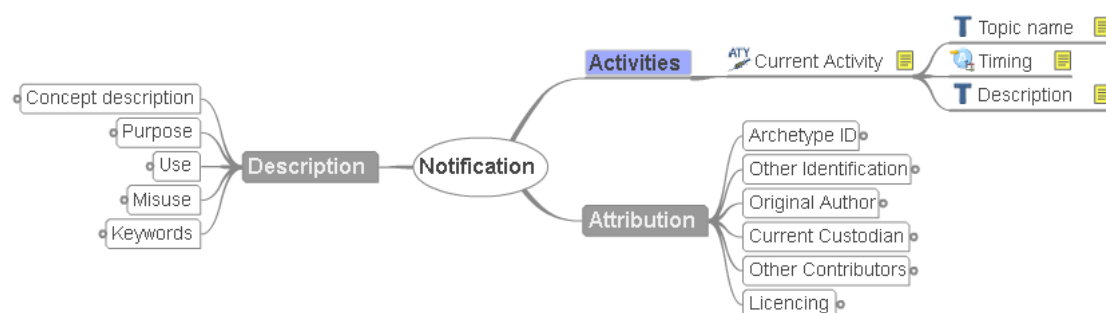 Notification
Description
Concept description
Purpose
Use
Misuse
Keywords
Activities
ATY
Current Activity
T Topic name
Timing
T Description
Attribution
Archetype ID
Other Identification
Original Author
Current Custodian
Other Contributors
Licencing